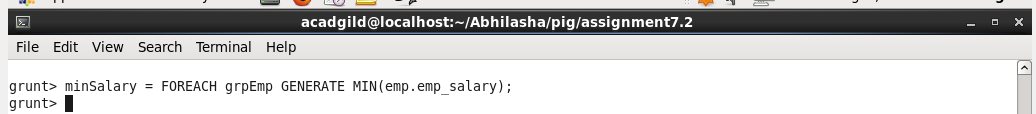 acadgild@localhost:~/Abhilasha/pig/assignment7.2
File Edit View Search Terminal Help
grunt> minSalary = FOREACH grpEmp GENERATE MIN(emp.emp_salary);
grunt>